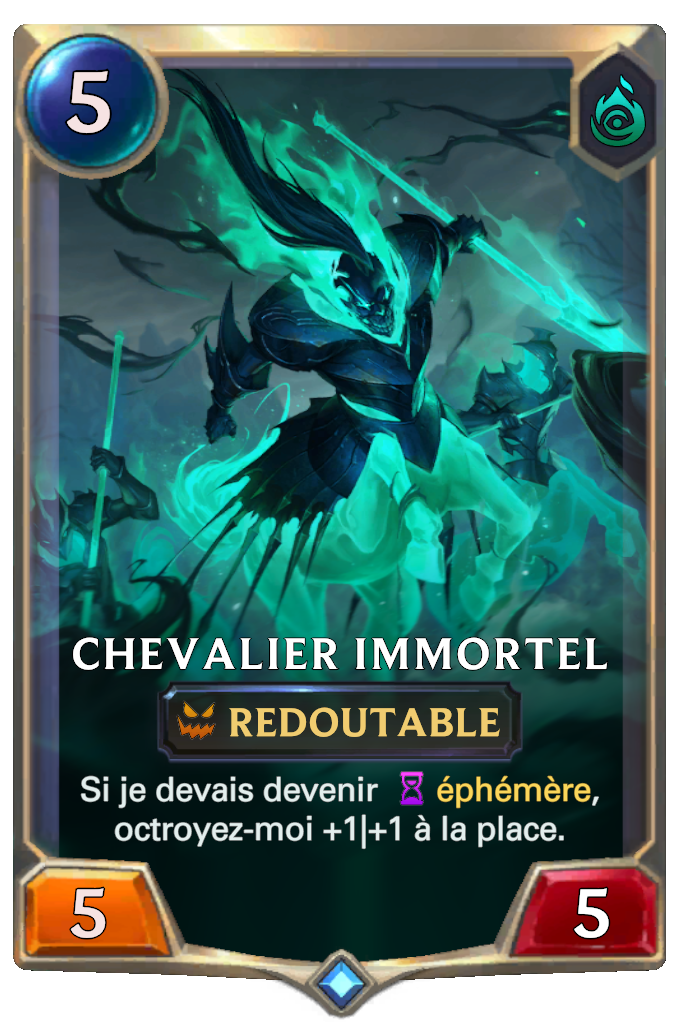 5
CHEVALIER IMMORTEL
REDOUTABLE
Si je devais devenir éphémère,
octroyez-moi +1|+1 à la place.
5 5